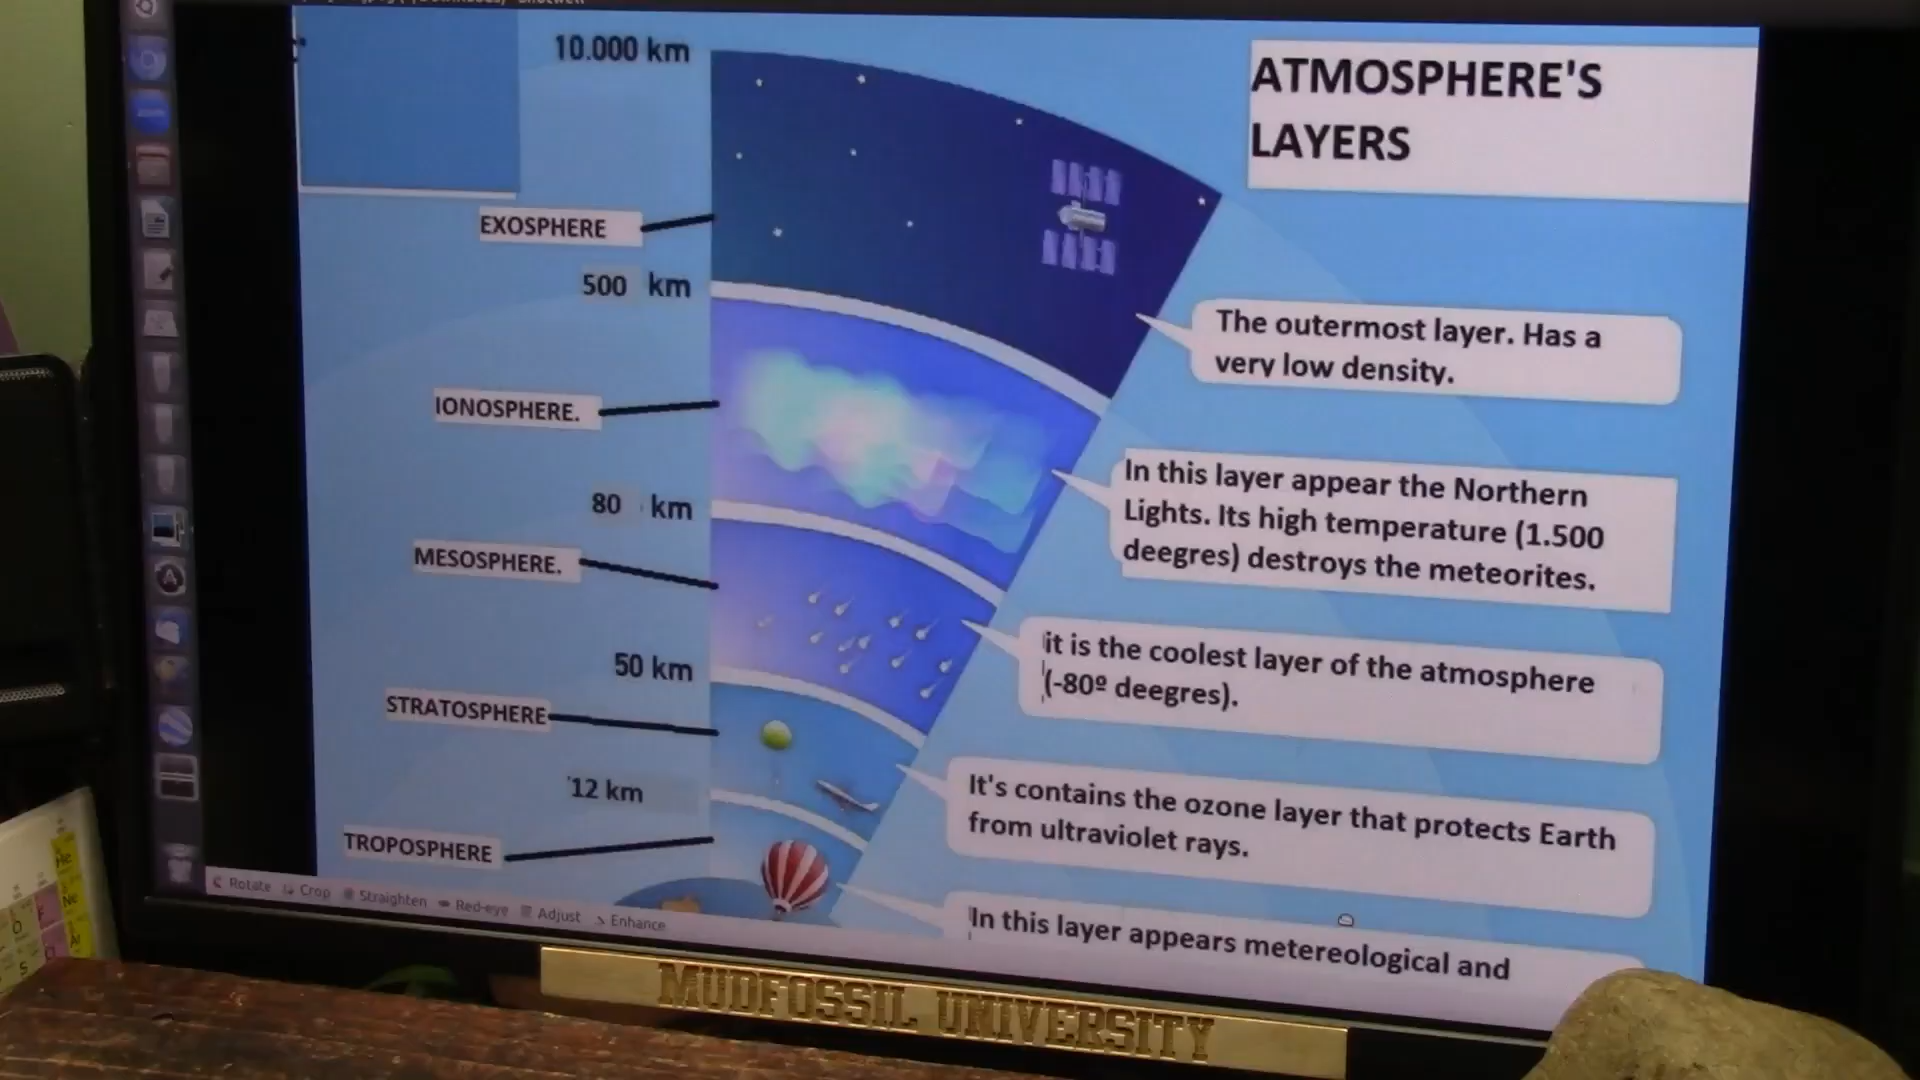 10.000 km
ATMOSPHERE'S
LAYERS
EXOSPHERE
500 km
The outermost layer. Has a
very low density.
IONOSPHERE.
In this layer appear the Northern
Lights. Its high temperature (1.500
deegres) destroys the meteorites.
80 km
MESOSPHERE.
it is the coolest layer of the atmosphere
(-80º deegres).
50 km
STRATOSPHERE
It's contains the ozone layer that protects Earth
from ultraviolet rays.
12 km
TROPOSPHERE
In this layer appears metereological and
Rotate Crop Straighten Red-eye Adjust Enhance
MUDFOSSIL UNIVERSITY
He
Ne
F
O
S
Ar